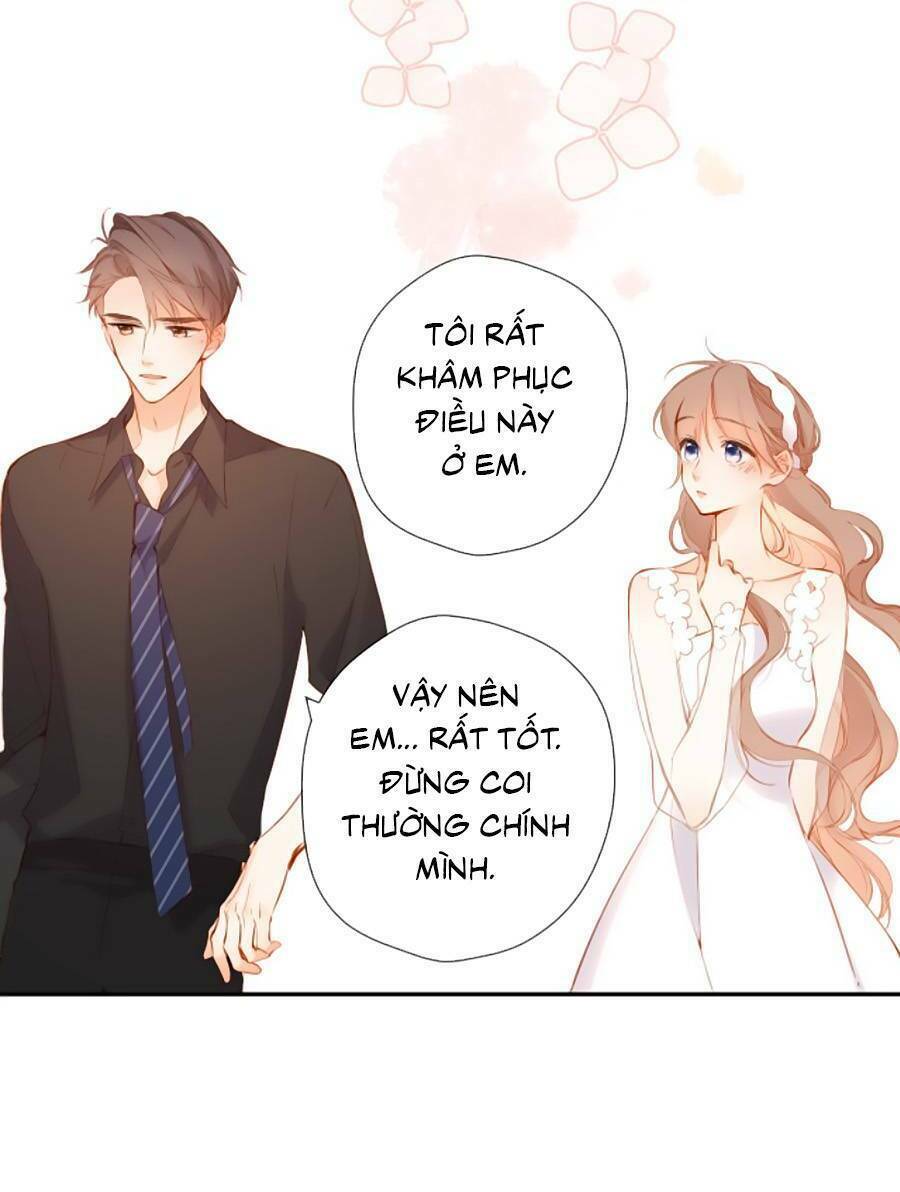 TÔI RẤT
KHÂM PHỤC
ĐIỀU NÀY
Ở EM.
VẬY NÊN
EM... RẤT TỐT.
ĐỪNG COI
THƯỜNG CHÍNH
MÌNH.